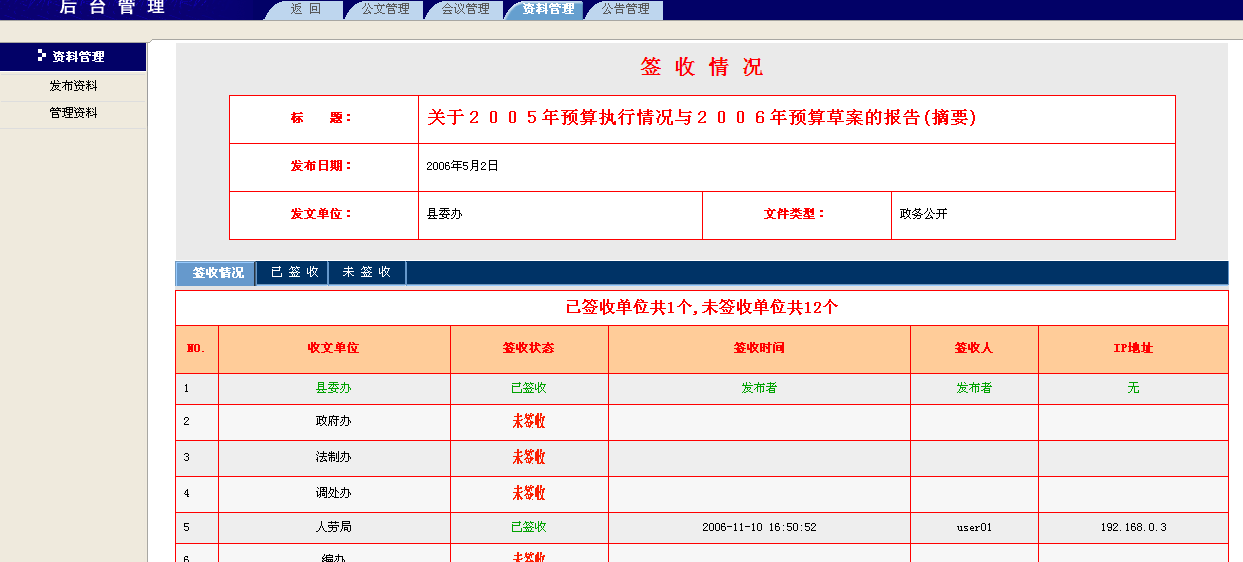 后台管理
返 回 公文管理 会议管理 资料管理 公告管理
资料管理
发布资料
管理资料
签收情况
标 题： 关于２００５年预算执行情况与２００６年预算草案的报告(摘要)
发布日期： 2006年5月2日
发文单位： 县委办 文件类型： 政务公开
签收情况 已签收 未签收
已签收单位共1个,未签收单位共12个
NO. 收文单位 签收状态 签收时间 签收人 IP地址
1 县委办 已签收 发布者 发布者 无
2 政府办 未签收
3 法制办 未签收
4 调处办 未签收
5 人劳局 已签收 2006-11-10 16:50:52 user01 192.168.0.3
6 编办 未签收